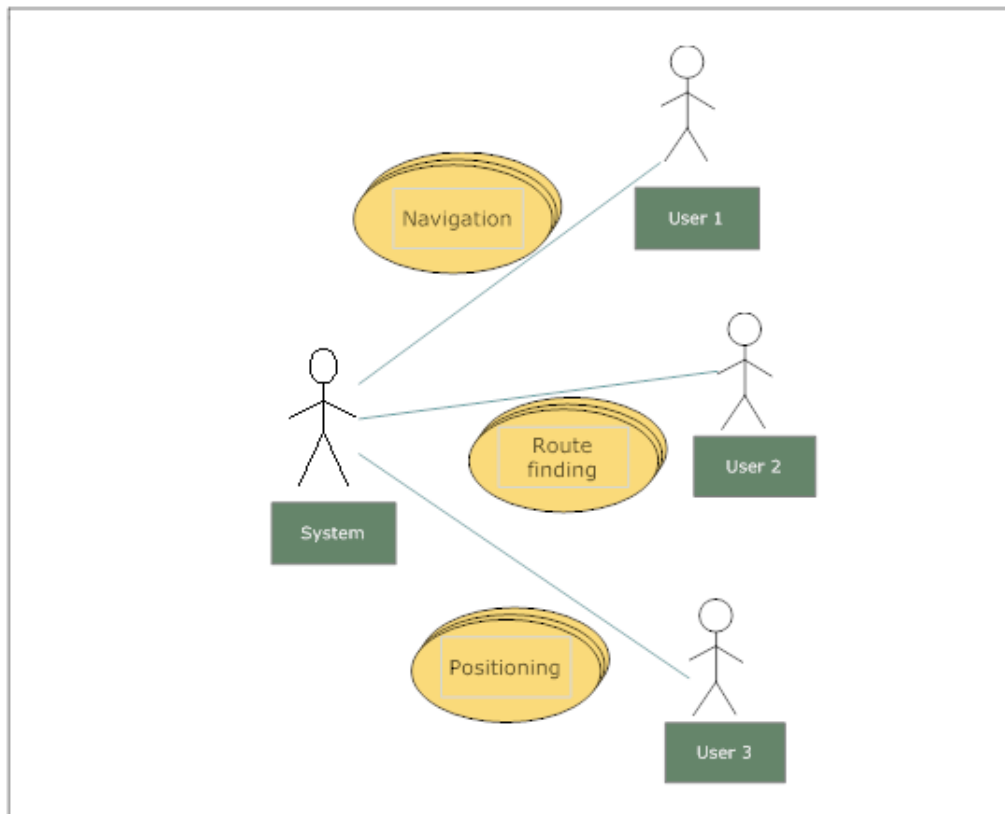 Navigation
User 1
Route
finding
User 2
System
Positioning
User 3